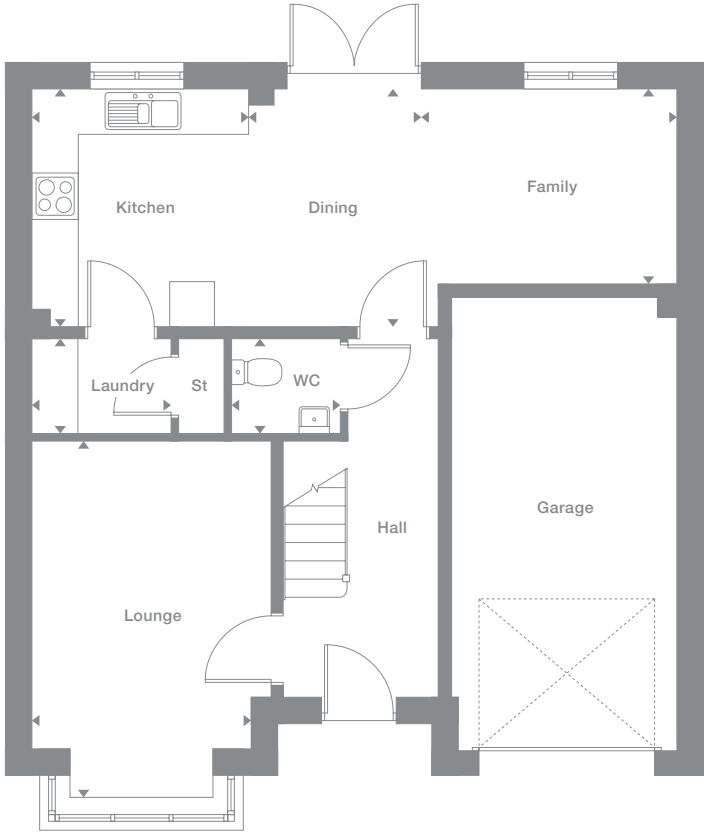 Kitchen
Dining
Family
Laundry
St
WC
Hall
Garage
Lounge